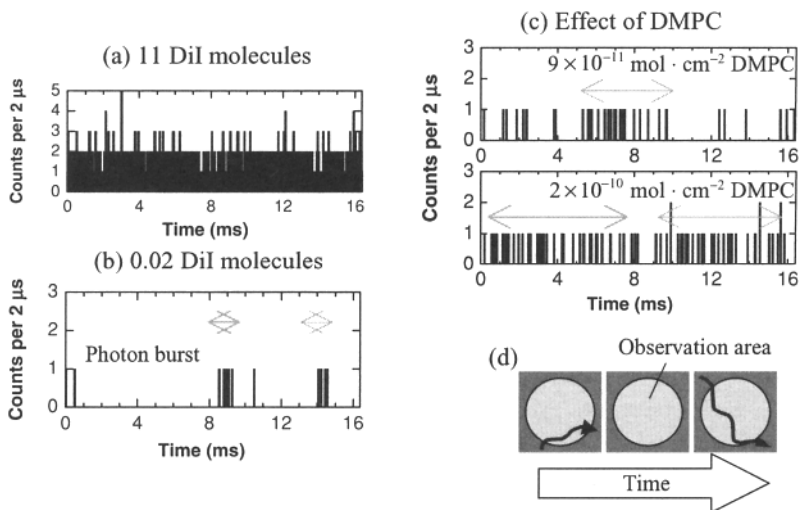 (a) 11 DiI molecules
Counts per 2 μs
5
4
3
2
1
0
0 4 8 12 16
Time (ms)
(b) 0.02 DiI molecules
Counts per 2 μs
3
2
1
0
Photon burst
0 4 8 12 16
Time (ms)
(c) Effect of DMPC
Counts per 2 μs
3
2
1
0
9 × 10⁻¹¹ mol · cm⁻² DMPC
0 4 8 12 16
3
2
1
0
2 × 10⁻¹⁰ mol · cm⁻² DMPC
0 4 8 12 16
Time (ms)
(d)
Observation area
Time